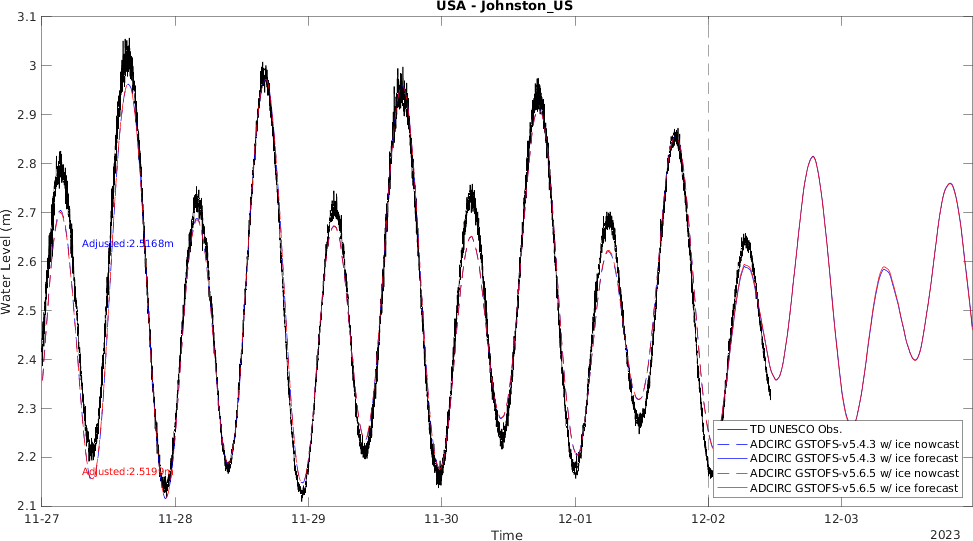 USA - Johnston_US
3.1
3
2.9
2.8
2.7
2.6
2.5
2.4
2.3
2.2
2.1
Water Level (m)
Adjusted:2.5168m
Adjusted:2.5199m
TD UNESCO Obs.
ADCIRC GSTOFS-v5.4.3 w/ ice nowcast
ADCIRC GSTOFS-v5.4.3 w/ ice forecast
ADCIRC GSTOFS-v5.6.5 w/ ice nowcast
ADCIRC GSTOFS-v5.6.5 w/ ice forecast
11-27 11-28 11-29 11-30 12-01 12-02 12-03
Time
2023